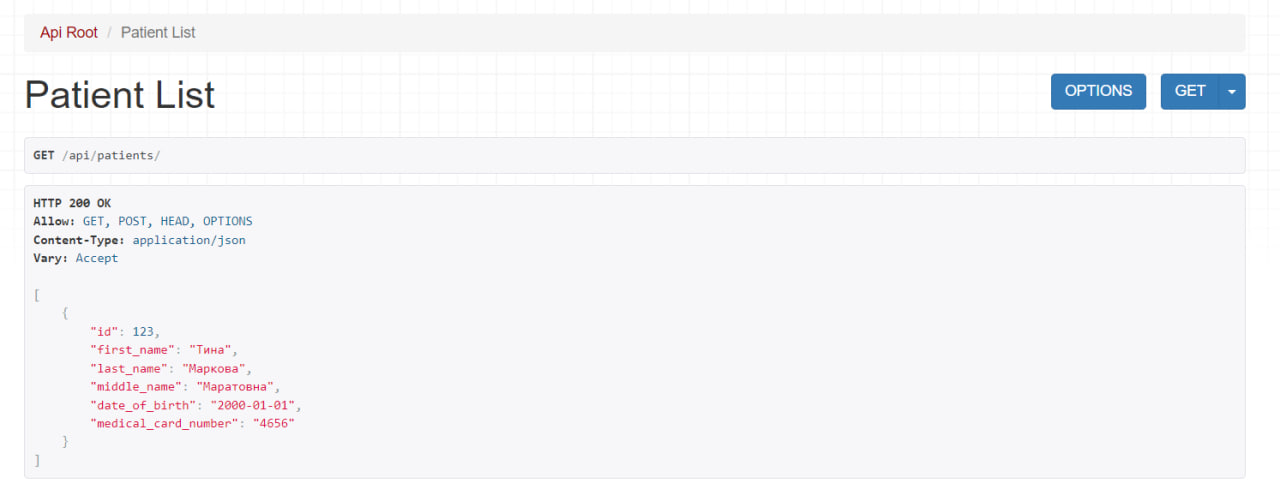 Api Root / Patient List
Patient List
OPTIONS GET
GET /api/patients/
HTTP 200 OK
Allow: GET, POST, HEAD, OPTIONS
Content-Type: application/json
Vary: Accept
[
    {
        "id": 123,
        "first_name": "Тина",
        "last_name": "Маркова",
        "middle_name": "Маратовна",
        "date_of_birth": "2000-01-01",
        "medical_card_number": "4656"
    }
]